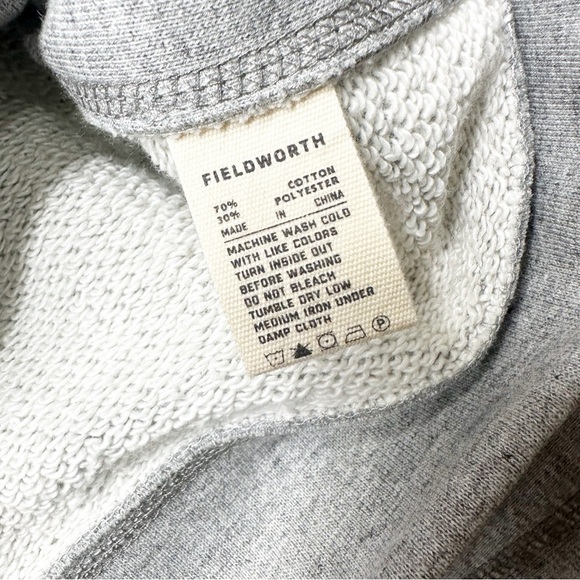 FIELDWORTH
70% COTTON
30% POLYESTER
MADE IN CHINA
MACHINE WASH COLD
WITH LIKE COLORS
TURN INSIDE OUT
BEFORE WASHING
DO NOT BLEACH
TUMBLE DRY LOW
MEDIUM IRON UNDER
DAMP CLOTH
P